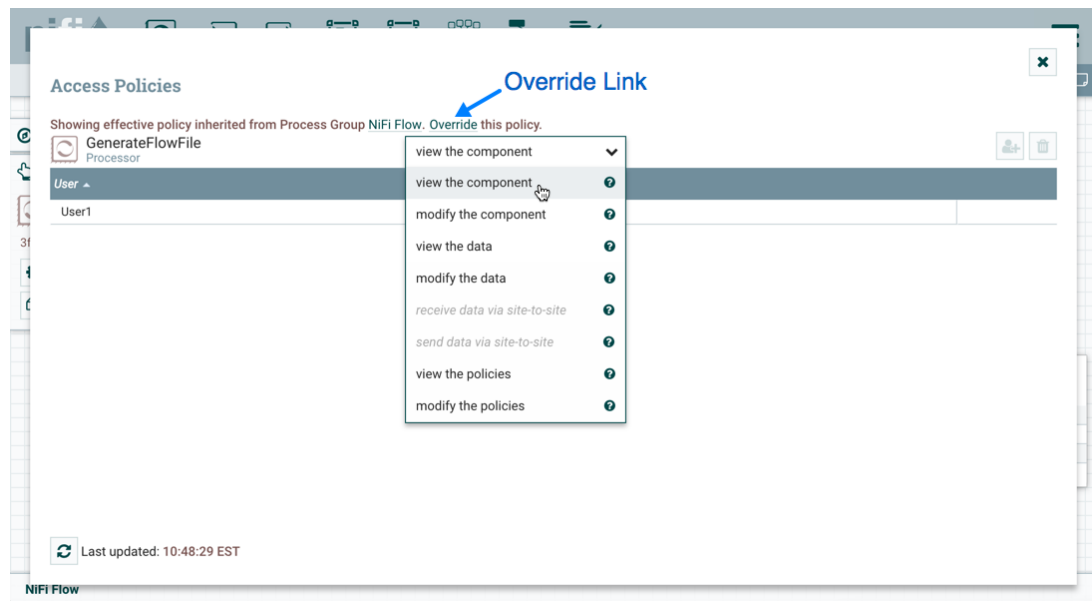 Access Policies
Override Link
Showing effective policy inherited from Process Group NiFi Flow. Override this policy.
GenerateFlowFile
Processor
view the component
User
view the component
User1
modify the component
view the data
modify the data
receive data via site-to-site
send data via site-to-site
view the policies
modify the policies
Last updated: 10:48:29 EST
NiFi Flow